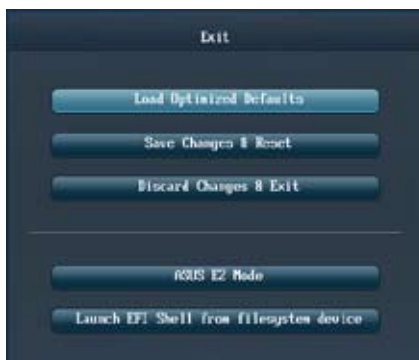 Exit
Load Optimized Defaults
Save Changes & Reset
Discard Changes & Exit
ASUS EZ Mode
Launch EFI Shell from filesystem device